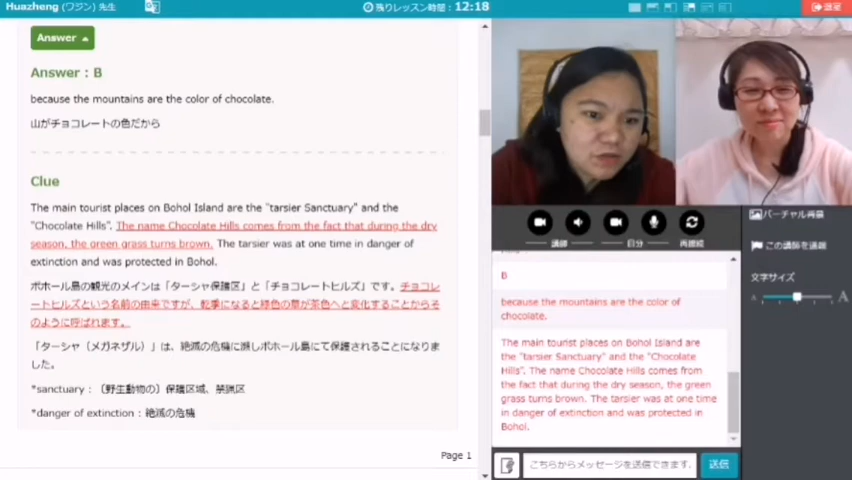 Huazheng (ワジン) 先生
残りレッスン時間：12:18
退室
Answer
Answer : B
because the mountains are the color of chocolate.
山がチョコレートの色だから
Clue
The main tourist places on Bohol Island are the "tarsier Sanctuary" and the
"Chocolate Hills". The name Chocolate Hills comes from the fact that during the dry
season, the green grass turns brown. The tarsier was at one time in danger of
extinction and was protected in Bohol.
ボホール島の観光のメインは「ターシャ保護区」と「チョコレートヒルズ」です。チョコレ
ートヒルズという名前の由来ですが、乾季になると緑色の草が茶色へと変化することからそ
のように呼ばれます。
「ターシャ（メガネザル）」は、絶滅の危機に瀕しボホール島にて保護されることになりま
した。
*sanctuary :〔野生動物の〕保護区域、禁猟区
*danger of extinction : 絶滅の危機
Page 1
講師
自分
再接続
B
because the mountains are the color of
chocolate.
The main tourist places on Bohol Island are
the "tarsier Sanctuary" and the "Chocolate
Hills". The name Chocolate Hills comes from
the fact that during the dry season, the green
grass turns brown. The tarsier was at one time
in danger of extinction and was protected in
Bohol.
こちらからメッセージを送信できます。
送信
バーチャル背景
この講師を通報
文字サイズ
A
A